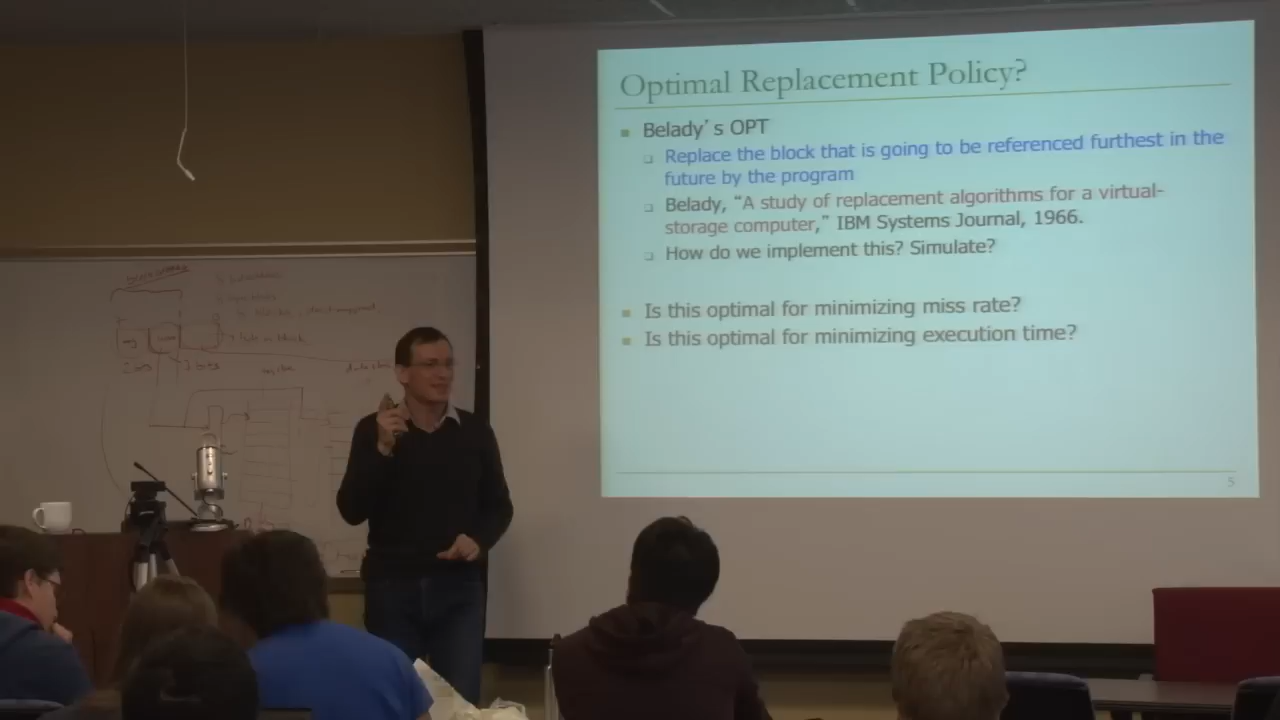 Optimal Replacement Policy?
Belady's OPT
Replace the block that is going to be referenced furthest in the
future by the program
Belady, “A study of replacement algorithms for a virtual-
storage computer,” IBM Systems Journal, 1966.
How do we implement this? Simulate?
Is this optimal for minimizing miss rate?
Is this optimal for minimizing execution time?
5